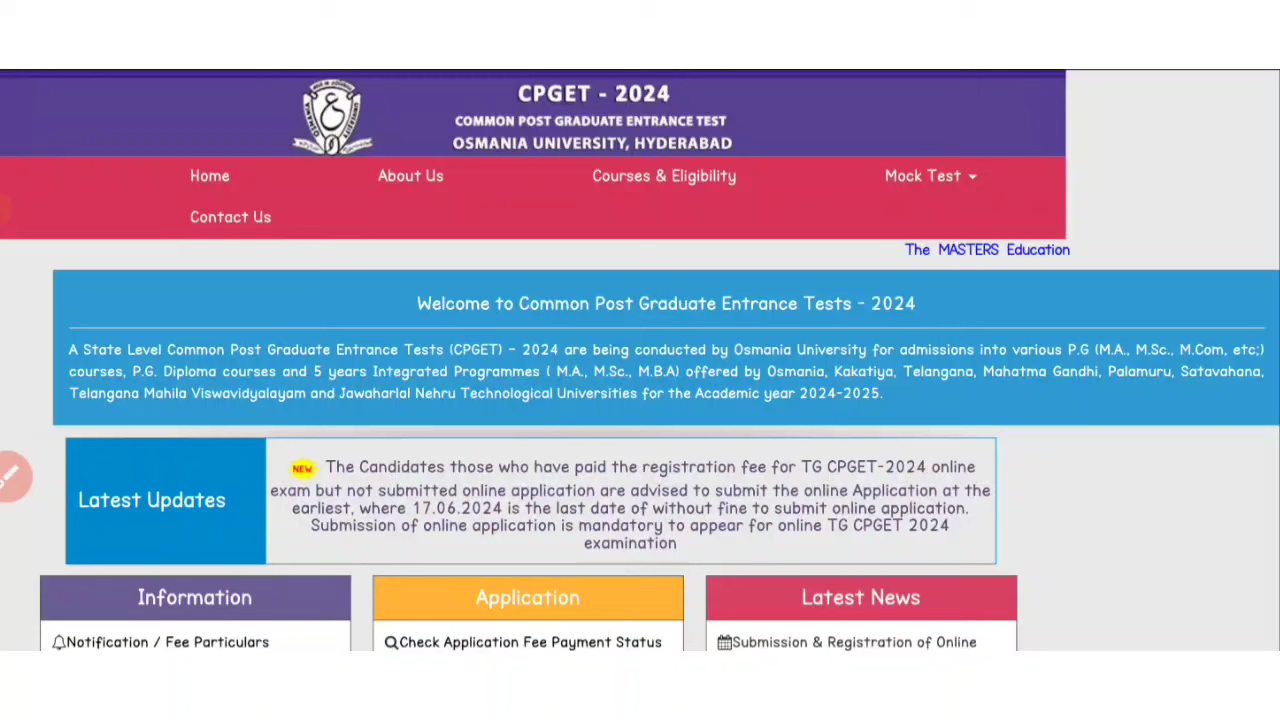 CPGET - 2024
COMMON POST GRADUATE ENTRANCE TEST
OSMANIA UNIVERSITY, HYDERABAD
Home About Us Courses & Eligibility Mock Test
Contact Us
The MASTERS Education
Welcome to Common Post Graduate Entrance Tests - 2024
A State Level Common Post Graduate Entrance Tests (CPGET) - 2024 are being conducted by Osmania University for admissions into various P.G (M.A., M.Sc., M.Com, etc;)
courses, P.G. Diploma courses and 5 years Integrated Programmes ( M.A., M.Sc., M.B.A) offered by Osmania, Kakatiya, Telangana, Mahatma Gandhi, Palamuru, Satavahana,
Telangana Mahila Viswavidyalayam and Jawaharlal Nehru Technological Universities for the Academic year 2024-2025.
Latest Updates
NEW The Candidates those who have paid the registration fee for TG CPGET-2024 online
exam but not submitted online application are advised to submit the online Application at the
earliest, where 17.06.2024 is the last date of without fine to submit online application.
Submission of online application is mandatory to appear for online TG CPGET 2024
examination
Information
Notification / Fee Particulars
Application
Check Application Fee Payment Status
Latest News
Submission & Registration of Online